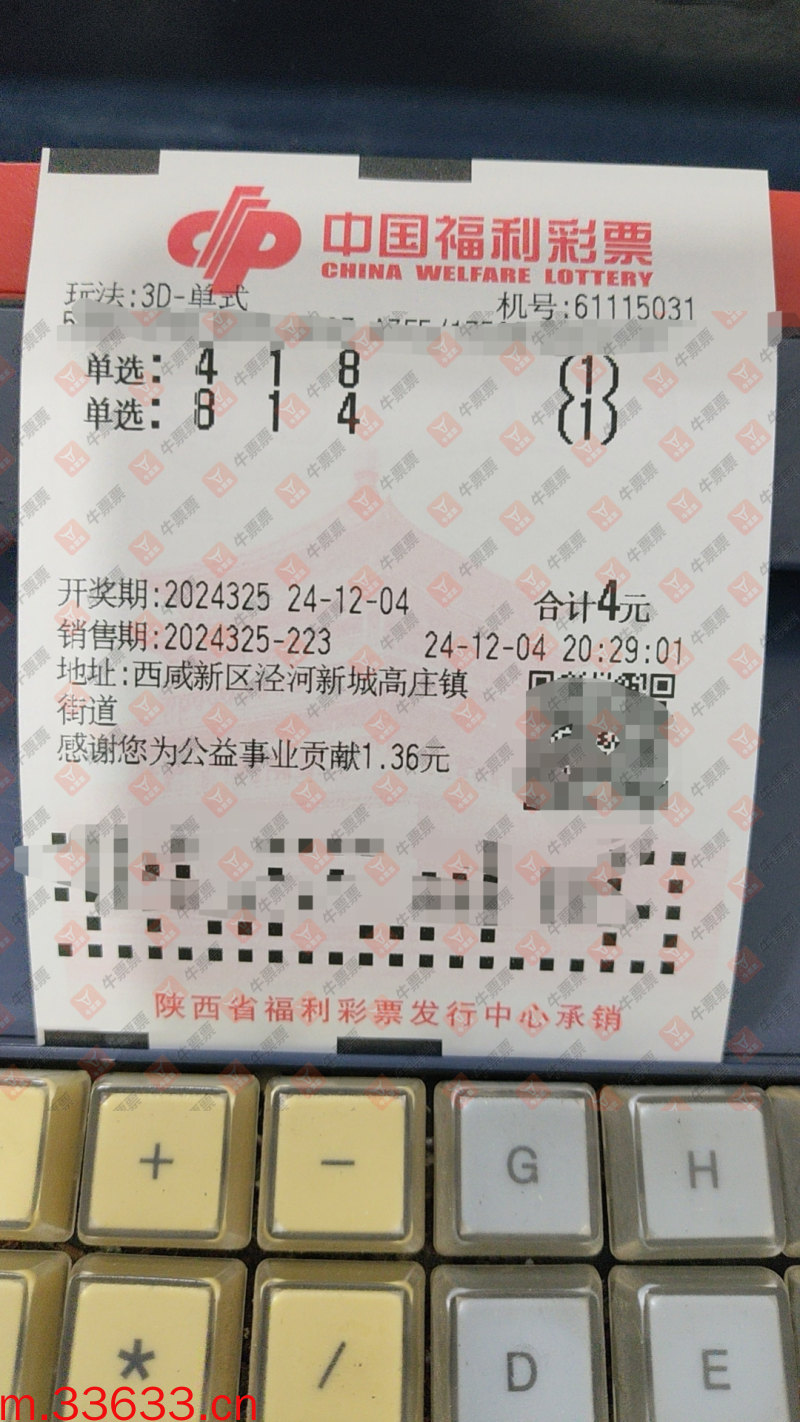 中国福利彩票
CHINA WELFARE LOTTERY
玩法:3D-单式 机号:61115031
单选: 4 1 8 (1)
单选: 8 1 4 (1)
开奖期:2024325 24-12-04 合计4元
销售期:2024325-223 24-12-04 20:29:01
地址:西咸新区泾河新城高庄镇
街道
感谢您为公益事业贡献1.36元
陕西省福利彩票发行中心承销
牛票票
+ - G H
* / D E
m.33633.cn